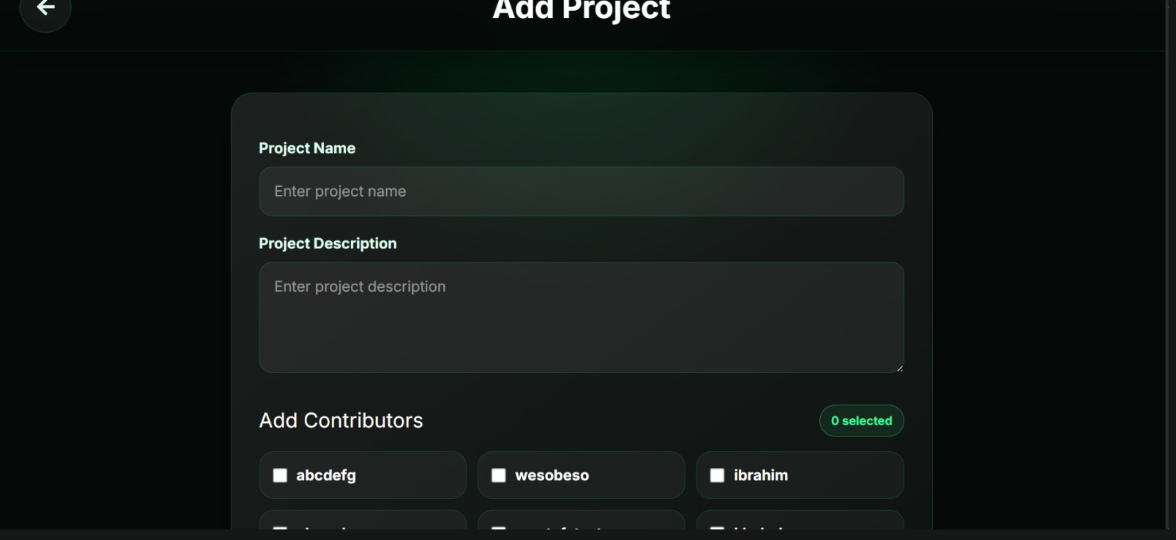 Add Project
Project Name
Enter project name
Project Description
Enter project description
Add Contributors
0 selected
abcdefg
wesobeso
ibrahim